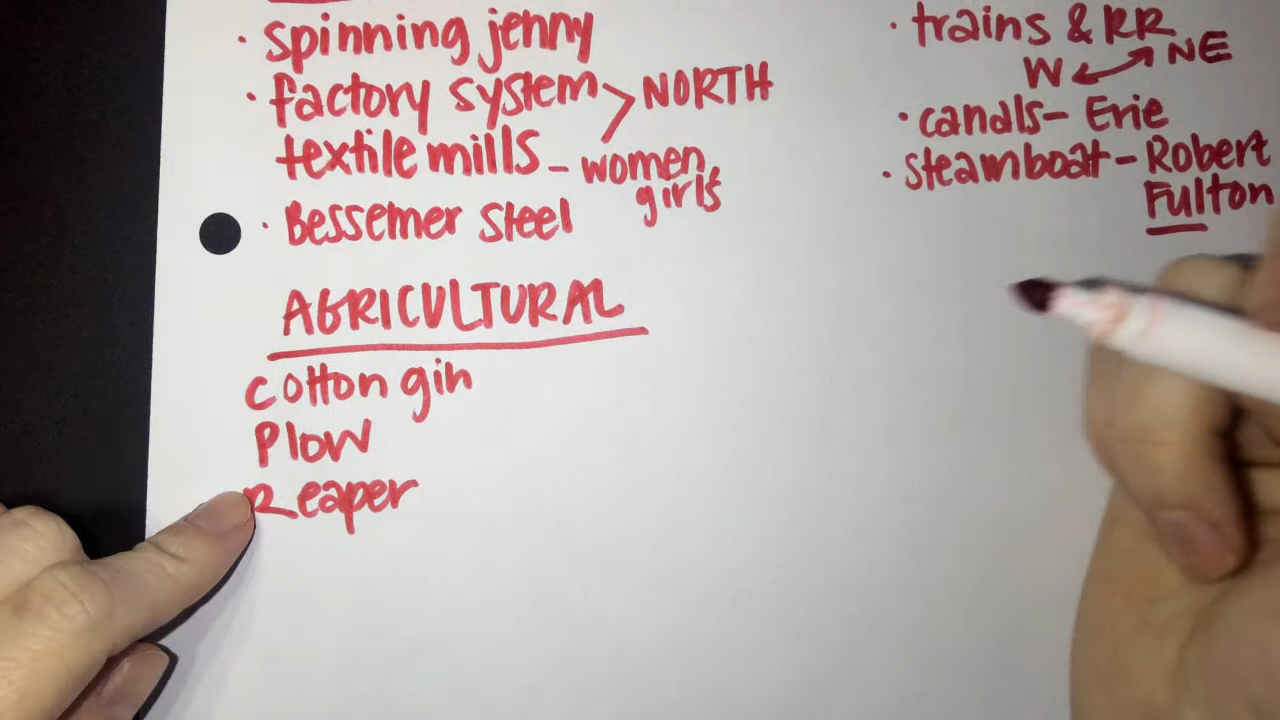 spinning jenny
factory system > NORTH
textile mills - women,
girls
Bessemer Steel
AGRICULTURAL
cotton gin
Plow
Reaper
trains & RR
W NE
canals - Erie
steamboat - Robert
Fulton